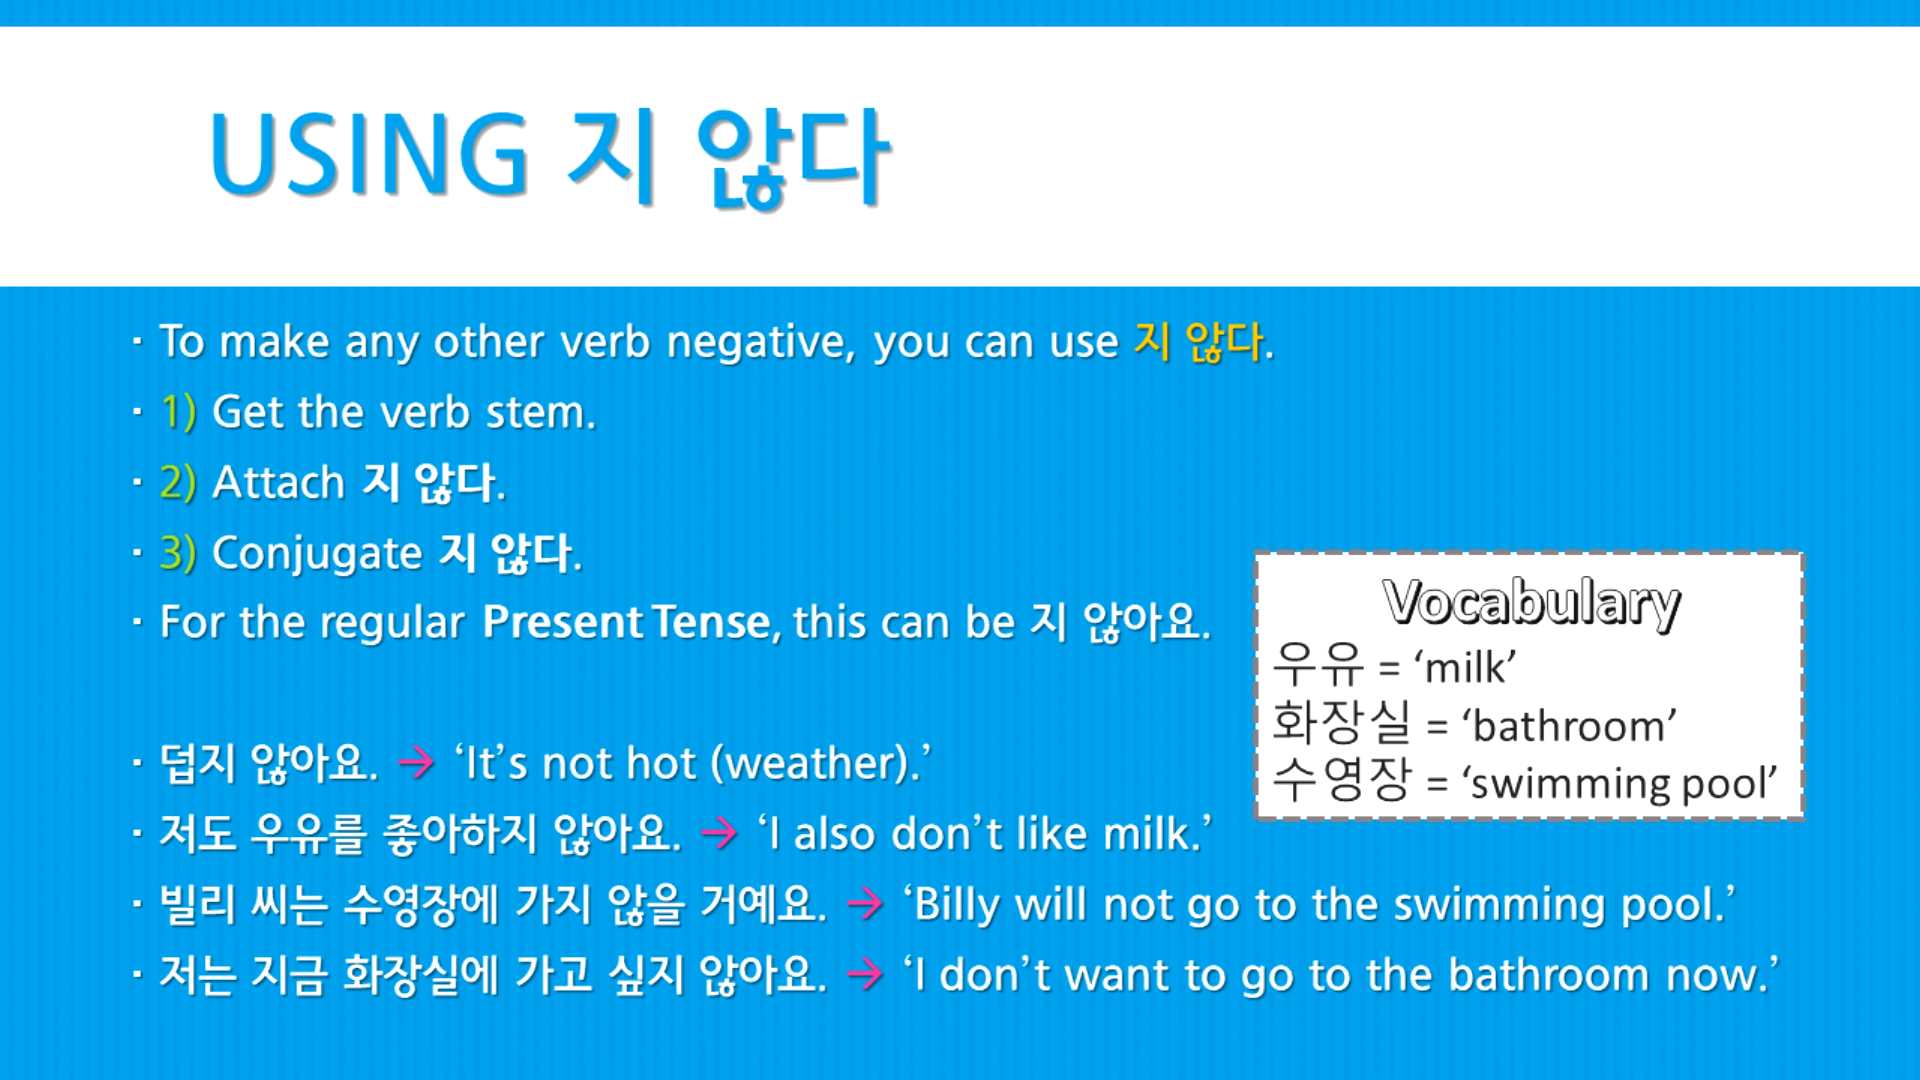 USING 지 않다
· To make any other verb negative, you can use 지 않다.
· 1) Get the verb stem.
· 2) Attach 지 않다.
· 3) Conjugate 지 않다.
· For the regular Present Tense, this can be 지 않아요.
· 덥지 않아요. → ‘It’s not hot (weather).’
· 저도 우유를 좋아하지 않아요. → ‘I also don’t like milk.’
· 빌리 씨는 수영장에 가지 않을 거예요. → ‘Billy will not go to the swimming pool.’
· 저는 지금 화장실에 가고 싶지 않아요. → ‘I don’t want to go to the bathroom now.’
Vocabulary
우유 = ‘milk’
화장실 = ‘bathroom’
수영장 = ‘swimming pool’